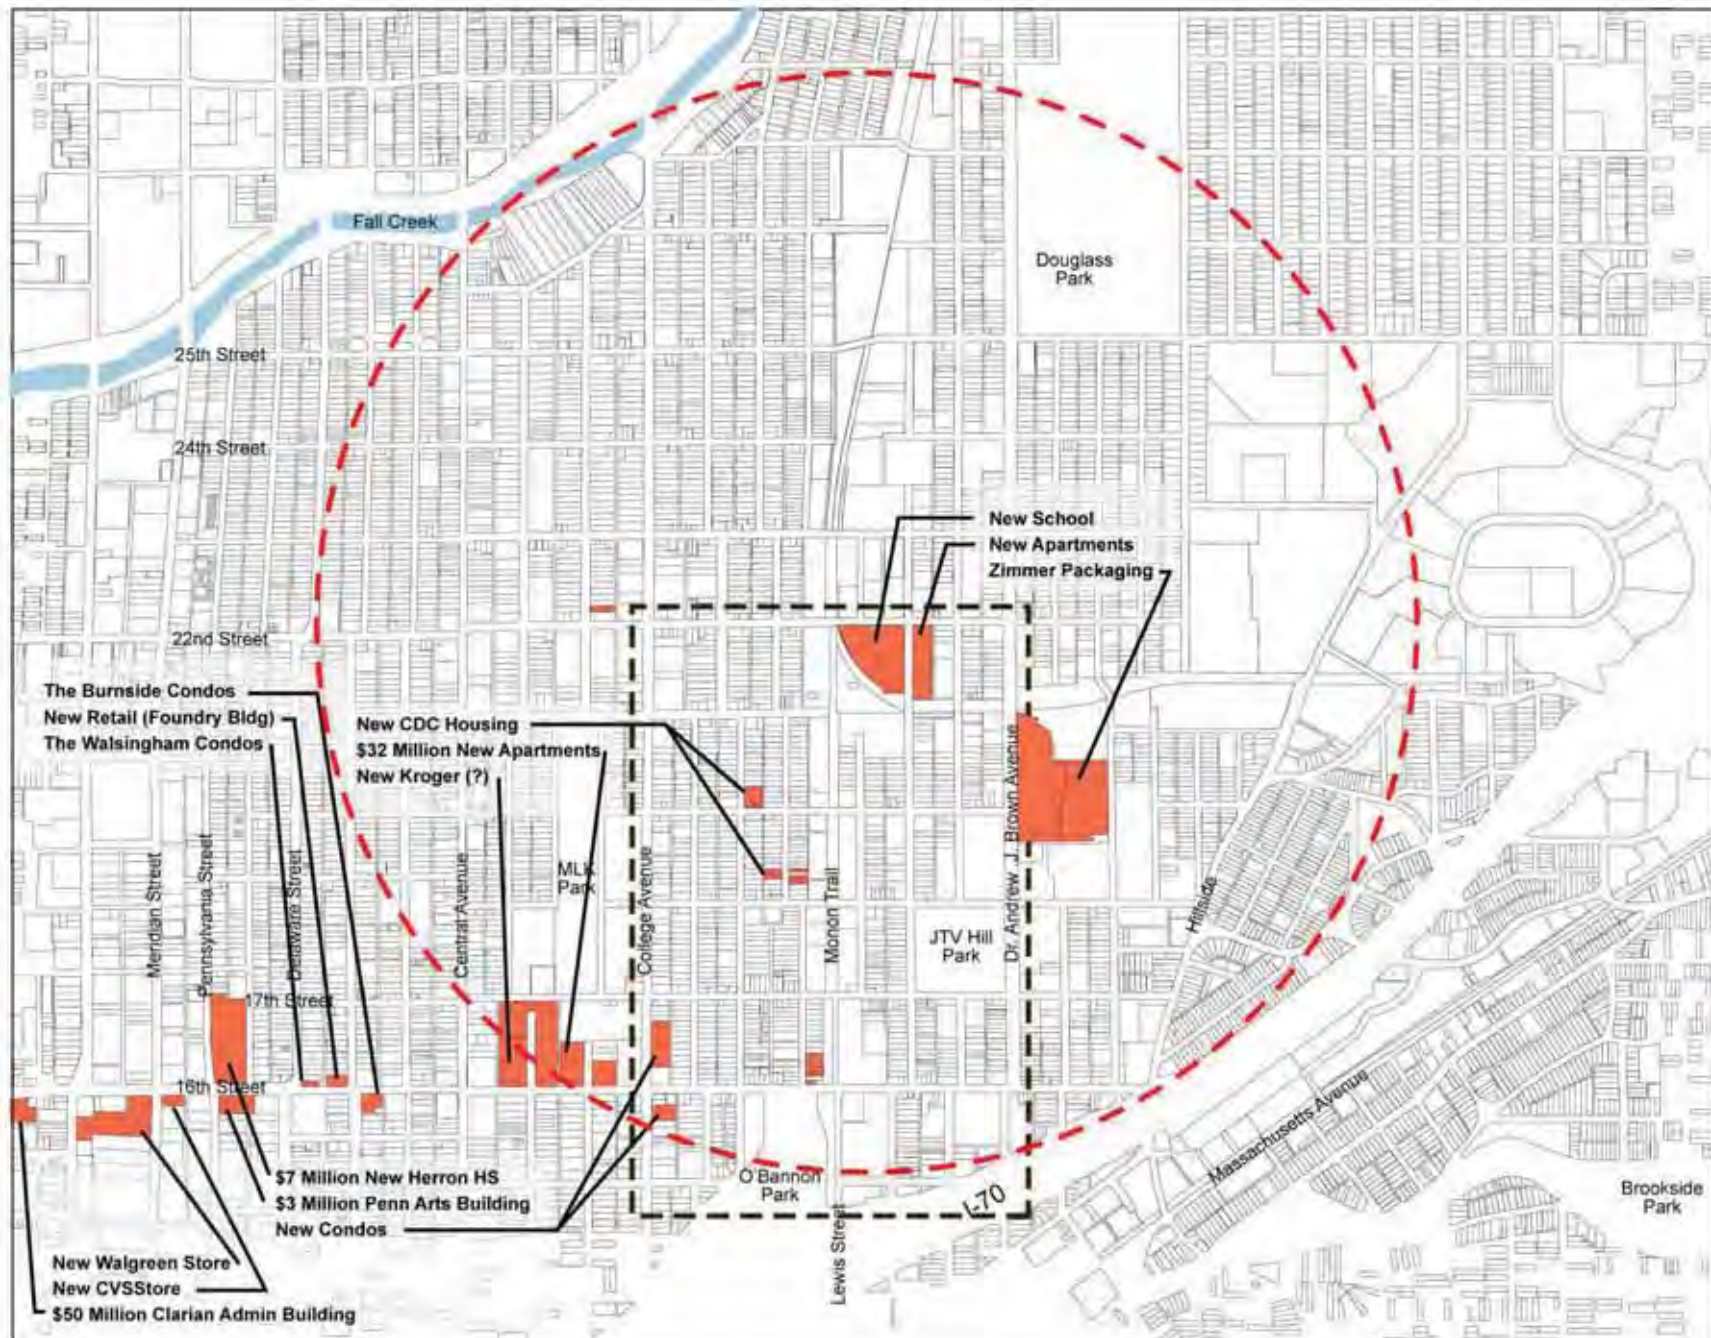 Fall Creek
Douglass
Park
25th Street
24th Street
New School
New Apartments
Zimmer Packaging
22nd Street
The Burnside Condos
New Retail (Foundry Bldg)
The Walsingham Condos
New CDC Housing
$32 Million New Apartments
New Kroger (?)
Meridian Street
Pennsylvania Street
Delaware Street
Central Avenue
MLK
Park
College Avenue
Monon Trail
JTV Hill
Park
Dr. Andrew J. Brown Avenue
Hillside
17th Street
16th Street
Massachusetts Avenue
$7 Million New Herron HS
$3 Million Penn Arts Building
New Condos
O'Bannon
Park
I-70
Lewis Street
Brookside
Park
New Walgreen Store
New CVSStore
$50 Million Clarian Admin Building